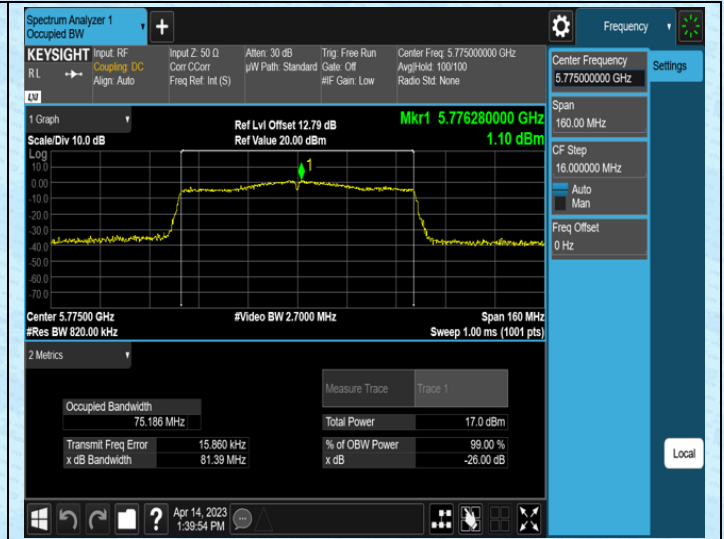 Spectrum Analyzer 1
Occupied BW
+
Frequency
KEYSIGHT
RL
LXI
Input: RF
Coupling: DC
Align: Auto
Input Z: 50 Ω
Corr CCorr
Freq Ref: Int (S)
Atten: 30 dB
µW Path: Standard
Trig: Free Run
Gate: Off
#IF Gain: Low
Center Freq: 5.775000000 GHz
Avg|Hold: 100/100
Radio Std: None
Center Frequency
5.775000000 GHz
Settings
Span
160.00 MHz
CF Step
16.000000 MHz
Auto
Man
Freq Offset
0 Hz
1 Graph
Scale/Div 10.0 dB
Ref Lvl Offset 12.79 dB
Ref Value 20.00 dBm
Mkr1 5.776280000 GHz
1.10 dBm
Log
10.0
0.00
-10.0
-20.0
-30.0
-40.0
-50.0
-60.0
-70.0
1
Center 5.77500 GHz
#Res BW 820.00 kHz
#Video BW 2.7000 MHz
Span 160 MHz
Sweep 1.00 ms (1001 pts)
2 Metrics
Measure Trace
Trace 1
Occupied Bandwidth
75.186 MHz
Total Power
17.0 dBm
Transmit Freq Error
15.860 kHz
% of OBW Power
99.00 %
x dB Bandwidth
81.39 MHz
x dB
-26.00 dB
Local
?
Apr 14, 2023
1:39:54 PM